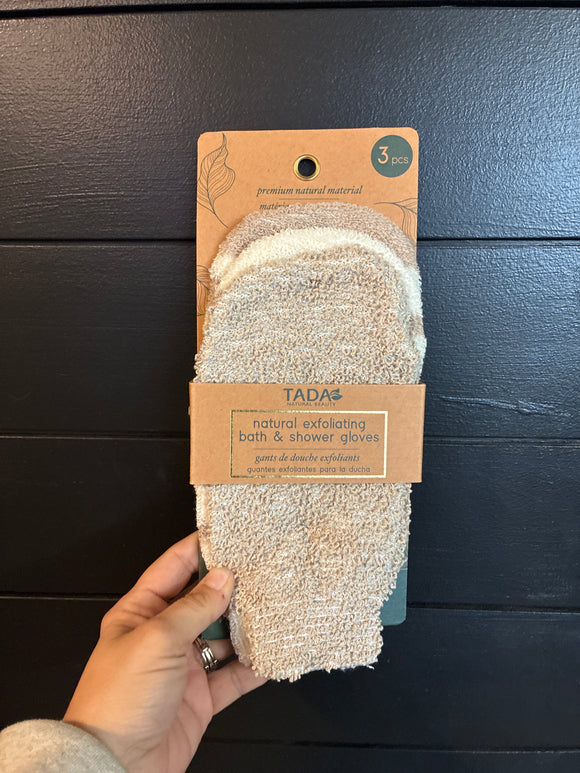 3 pcs
premium natural material
TADA
NATURAL BEAUTY
natural exfoliating
bath & shower gloves
gants de douche exfoliants
guantes exfoliantes para la ducha